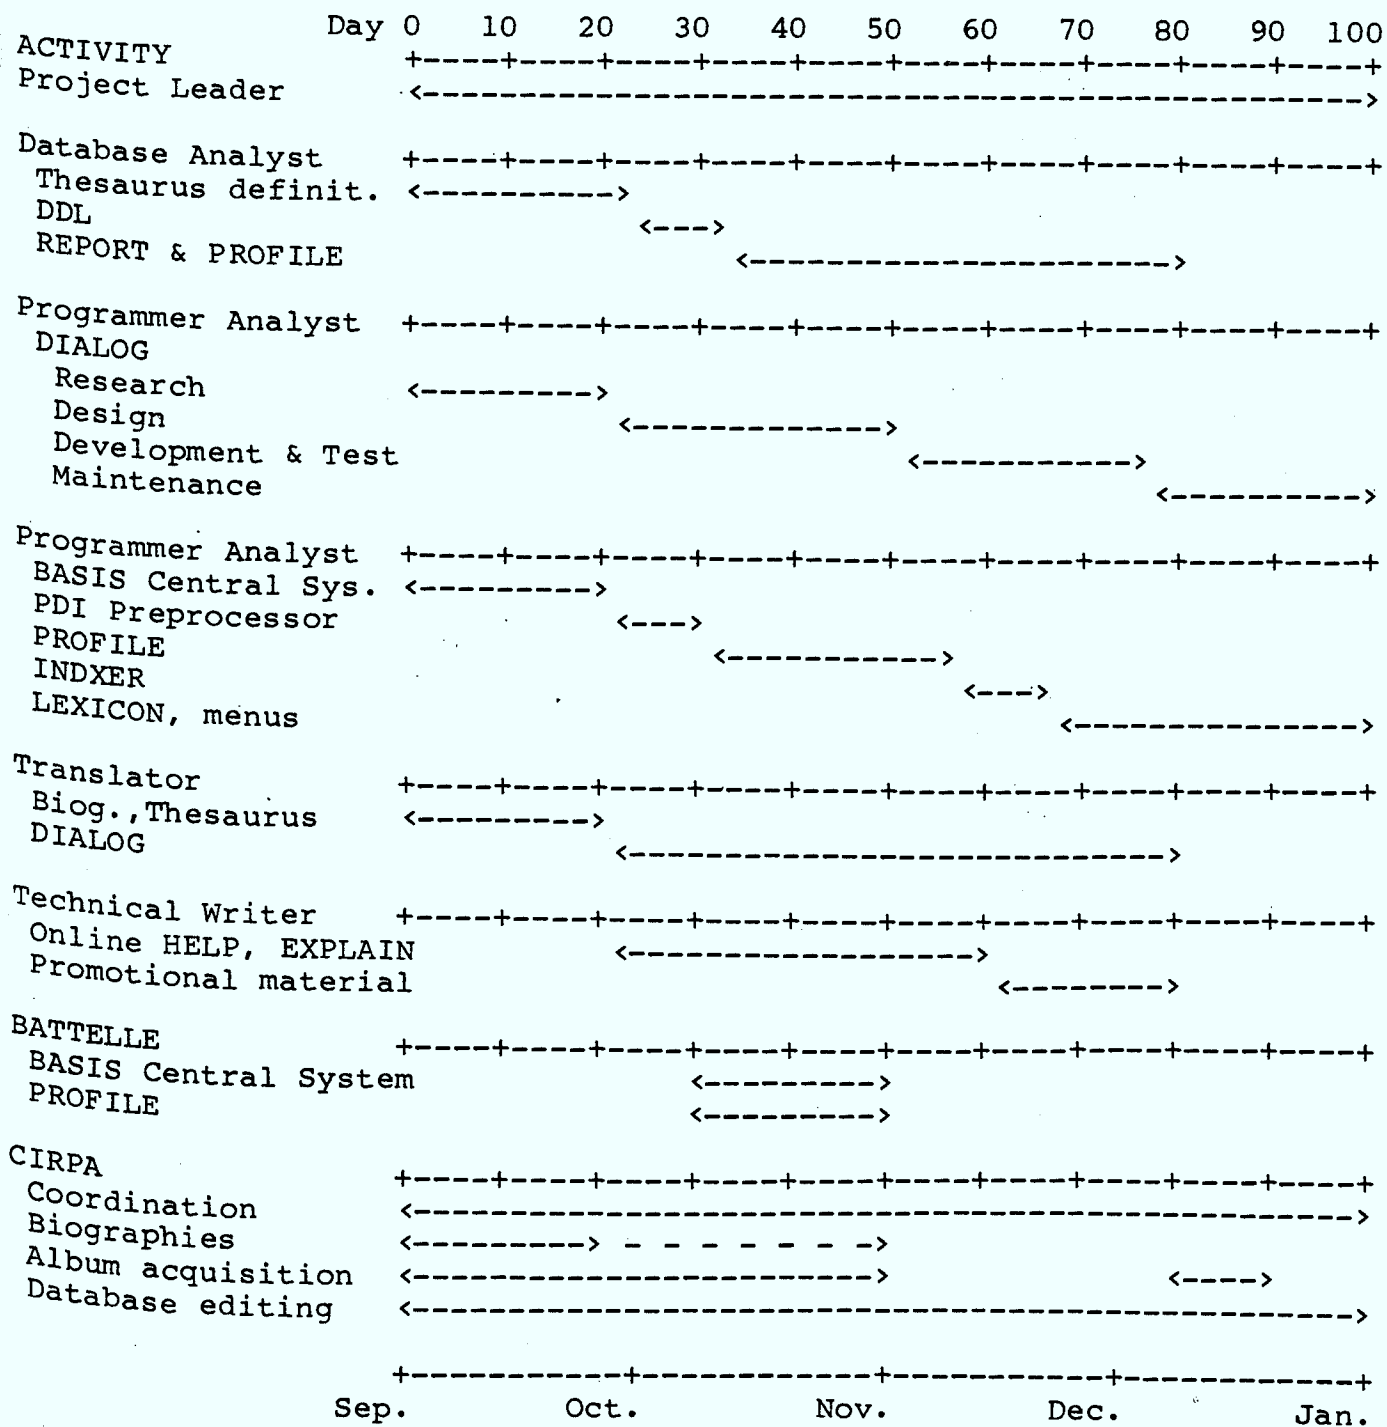 Day 0 10 20 30 40 50 60 70 80 90 100
ACTIVITY +----+----+----+----+----+----+----+----+----+----+
Project Leader <------------------------------------------------->
Database Analyst +----+----+----+----+----+----+----+----+----+----+
Thesaurus definit. <---------->
DDL <--->
REPORT & PROFILE <---------------------->
Programmer Analyst +----+----+----+----+----+----+----+----+----+----+
DIALOG
Research <--------->
Design <------------->
Development & Test <----------->
Maintenance <---------->
Programmer Analyst +----+----+----+----+----+----+----+----+----+----+
BASIS Central Sys. <--------->
PDI Preprocessor <--->
PROFILE <----------->
INDXER <--->
LEXICON, menus <--------------->
Translator +----+----+----+----+----+----+----+----+----+----+
Biog.,Thesaurus <--------->
DIALOG <---------------------------->
Technical Writer +----+----+----+----+----+----+----+----+----+----+
Online HELP, EXPLAIN <------------------>
Promotional material <-------->
BATTELLE +----+----+----+----+----+----+----+----+----+----+
BASIS Central System <--------->
PROFILE <--------->
CIRPA +----+----+----+----+----+----+----+----+----+----+
Coordination <------------------------------------------------->
Biographies <---------> - - - - - - ->
Album acquisition <------------------------> <---->
Database editing <------------------------------------------------->
+-----------+------------+-----------+------------+
Sep. Oct. Nov. Dec. Jan.